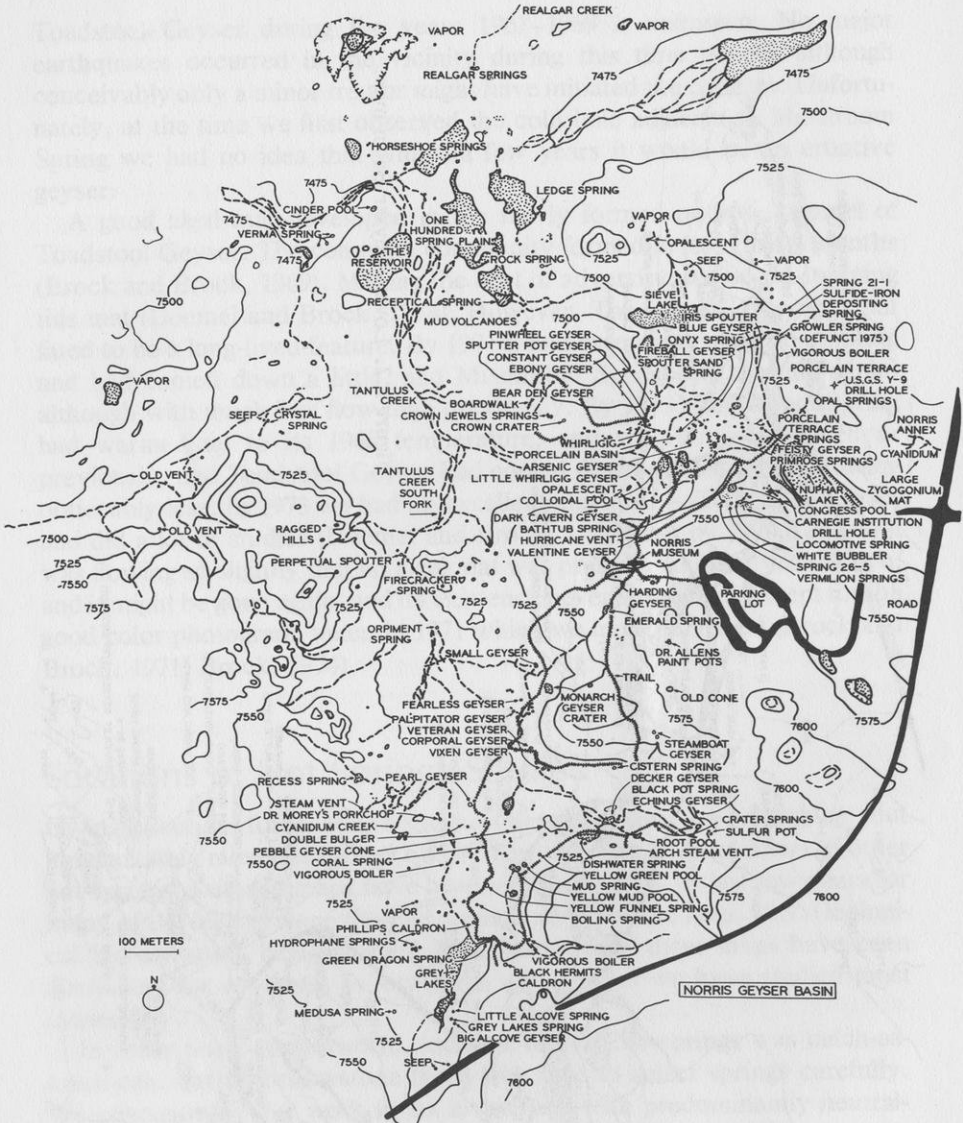 REALGAR CREEK
VAPOR
VAPOR
REALGAR SPRINGS
7475
7475
7500
HORSESHOE SPRINGS
7525
7475
CINDER POOL
LEDGE SPRING
7475
VERMA SPRING
ONE
HUNDRED
SPRING PLAIN
VAPOR
OPALESCENT
7475
THE
RESERVOIR
ROCK SPRING
7525
SEEP
VAPOR
7500
7500
7500
7525
SPRING 21-1
RECEPTICAL SPRING
SIEVE
LAKE
SULFIDE-IRON
DEPOSITING
SPRING
MUD VOLCANOES
7500
IRIS SPOUTER
BLUE GEYSER
GROWLER SPRING
(DEFUNCT 1975)
PINWHEEL GEYSER
ONYX SPRING
SPUTTER POT GEYSER
FIREBALL GEYSER
VIGOROUS BOILER
CONSTANT GEYSER
SPOUTER SAND
SPRING
EBONY GEYSER
PORCELAIN TERRACE
VAPOR
BEAR DEN GEYSER
7525
U.S.G.S. Y-9
DRILL HOLE
TANTULUS
CREEK
BOARDWALK
OPAL SPRINGS
SEEP
CRYSTAL
SPRING
CROWN JEWELS SPRING
CROWN CRATER
PORCELAIN
TERRACE
SPRINGS
NORRIS
ANNEX
WHIRLIGIG
PORCELAIN BASIN
FEISTY GEYSER
CYANIDIUM
ARSENIC GEYSER
PRIMROSE SPRINGS
OLD VENT
7525
TANTULUS
CREEK
SOUTH
FORK
LITTLE WHIRLIGIG GEYSER
OPALESCENT
NUPHAR
LAKE
LARGE
ZYGOGONIUM
MAT
COLLOIDAL POOL
CONGRESS POOL
DARK CAVERN GEYSER
7550
CARNEGIE INSTITUTION
DRILL HOLE
OLD VENT
RAGGED
HILLS
BATHTUB SPRING
HURRICANE VENT
NORRIS
MUSEUM
LOCOMOTIVE SPRING
7500
VALENTINE GEYSER
WHITE BUBBLER
7525
PERPETUAL SPOUTER
SPRING 26-5
7550
FIRECRACKER
SPRING
VERMILION SPRINGS
7575
7525
7525
7525
7550
HARDING
GEYSER
PARKING
LOT
ROAD
7550
EMERALD SPRING
ORPIMENT
SPRING
SMALL GEYSER
DR. ALLENS
PAINT POTS
TRAIL
7575
FEARLESS GEYSER
MONARCH
GEYSER
CRATER
OLD CONE
7550
PALPITATOR GEYSER
7575
7600
7575
VETERAN GEYSER
CORPORAL GEYSER
7550
STEAMBOAT
GEYSER
VIXEN GEYSER
CISTERN SPRING
RECESS SPRING
PEARL GEYSER
DECKER GEYSER
7600
BLACK POT SPRING
STEAM VENT
ECHINUS GEYSER
DR. MOREY'S PORKCHOP
CRATER SPRINGS
7550
CYANIDIUM CREEK
SULFUR POT
DOUBLE BULGER
ROOT POOL
PEBBLE GEYSER CONE
ARCH STEAM VENT
7550
CORAL SPRING
7525
DISHWATER SPRING
VIGOROUS BOILER
YELLOW GREEN POOL
MUD SPRING
7575
7600
7525
YELLOW MUD POOL
VAPOR
YELLOW FUNNEL SPRING
PHILLIPS CALDRON
BOILING SPRING
100 METERS
HYDROPHANE SPRINGS
GREEN DRAGON SPRING
VIGOROUS BOILER
N
GREY
LAKES
BLACK HERMITS
CALDRON
NORRIS GEYSER BASIN
7525
MEDUSA SPRING
LITTLE ALCOVE SPRING
GREY LAKES SPRING
7525
BIG ALCOVE GEYSER
7550
SEEP
7600